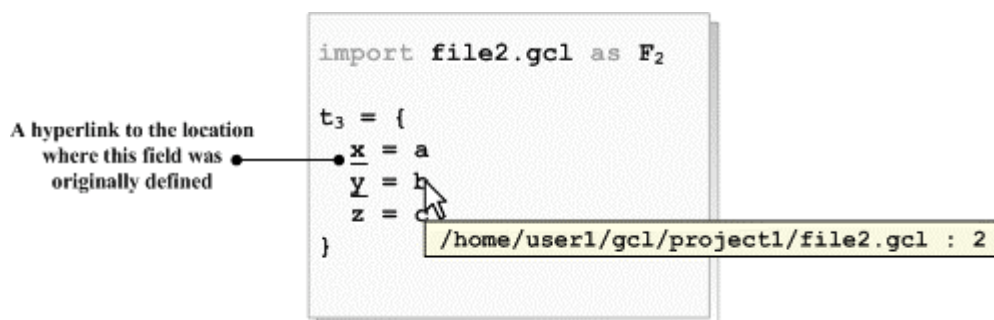 import file2.gcl as F₂
t₃ = {
A hyperlink to the location
where this field was
originally defined
x = a
y = b
z = c
}
/home/user1/gcl/project1/file2.gcl : 2